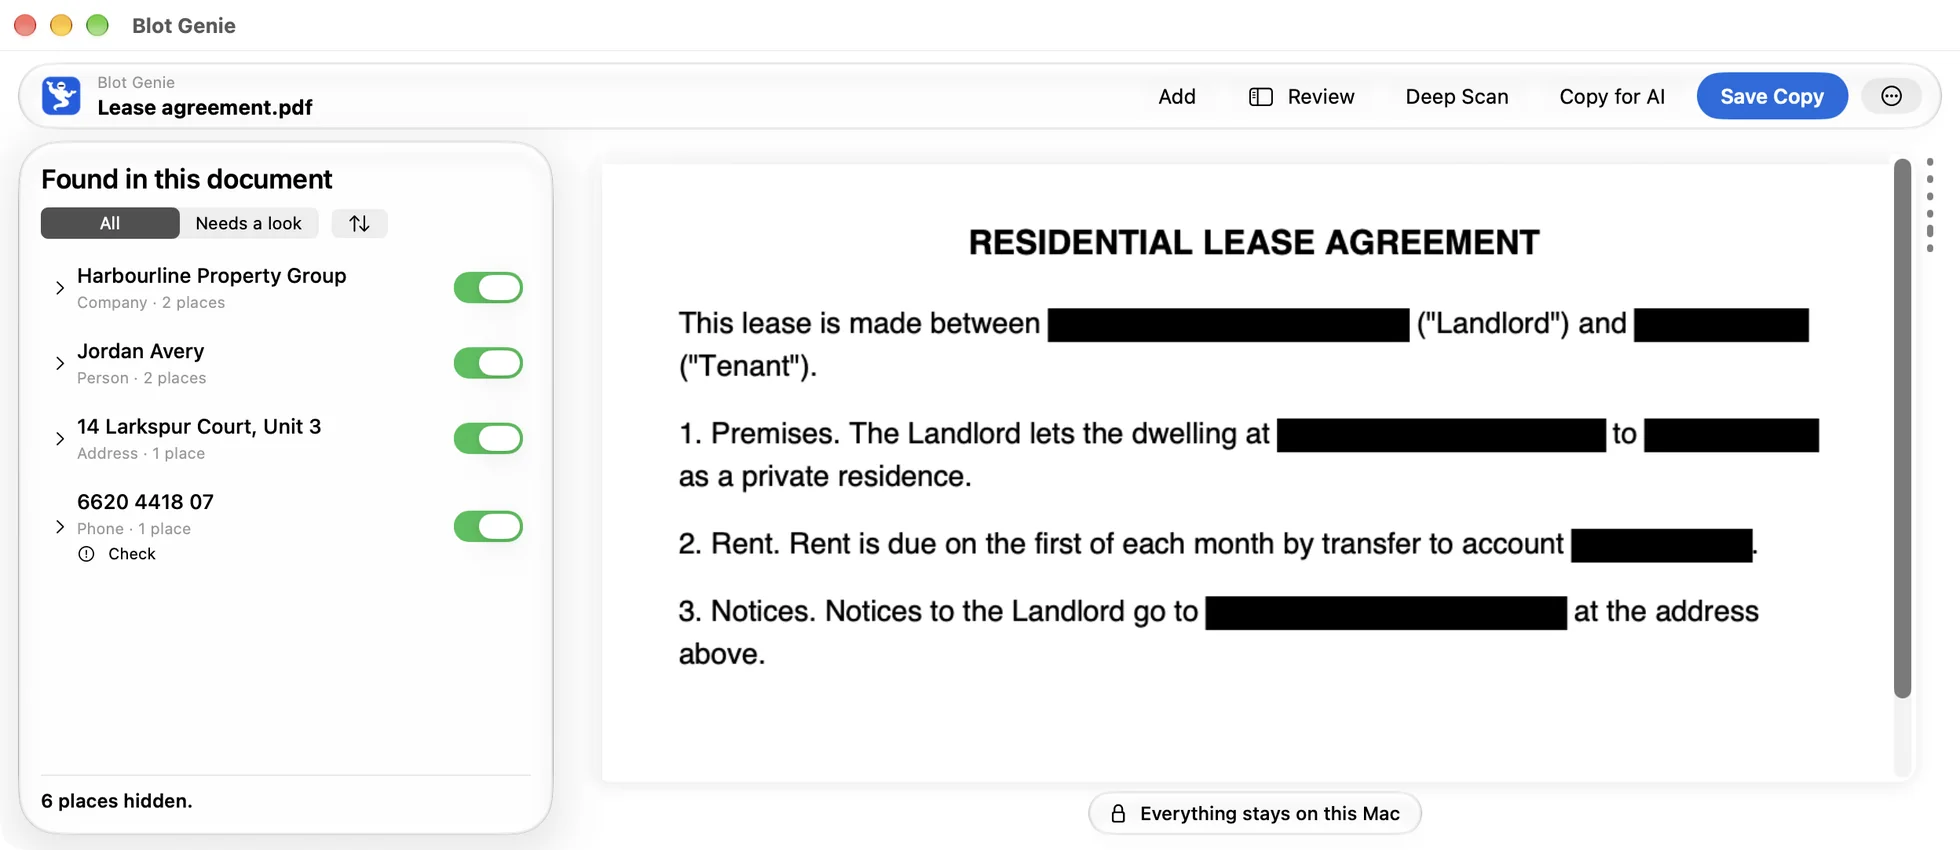 Blot Genie
Blot Genie
Lease agreement.pdf
Add
Review
Deep Scan
Copy for AI
Save Copy
Found in this document
All
Needs a look
Harbourline Property Group
Company · 2 places
Jordan Avery
Person · 2 places
14 Larkspur Court, Unit 3
Address · 1 place
6620 4418 07
Phone · 1 place
Check
6 places hidden.
RESIDENTIAL LEASE AGREEMENT
This lease is made between ("Landlord") and
("Tenant").
1. Premises. The Landlord lets the dwelling at to
as a private residence.
2. Rent. Rent is due on the first of each month by transfer to account .
3. Notices. Notices to the Landlord go to at the address
above.
Everything stays on this Mac